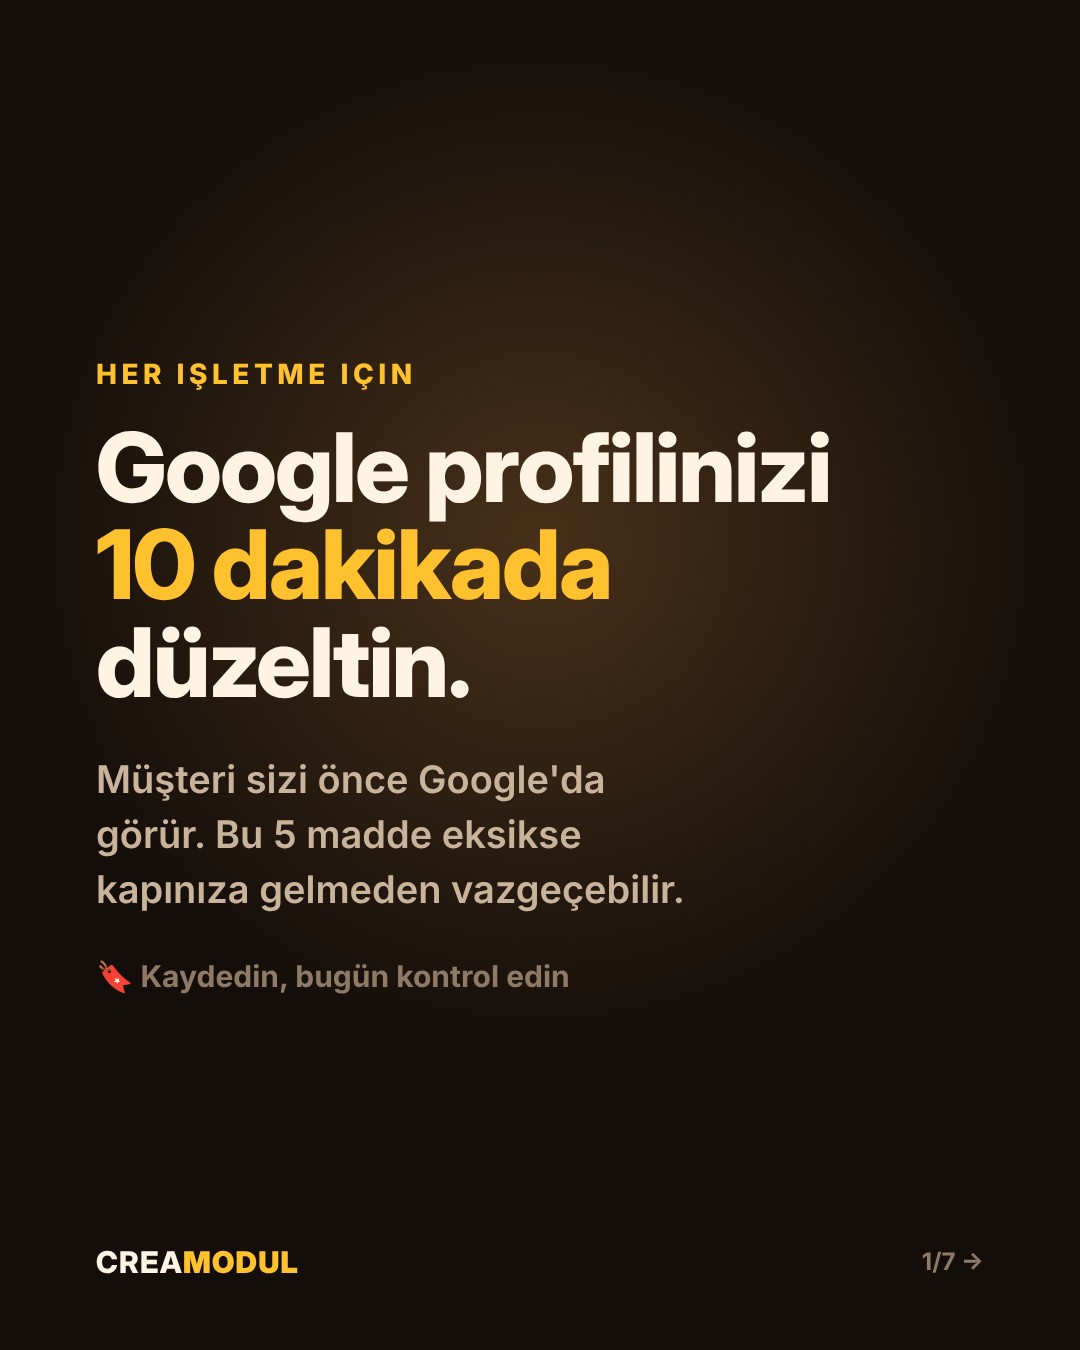 HER IŞLETME IÇIN
Google profilinizi
10 dakikada
düzeltin.
Müşteri sizi önce Google'da
görür. Bu 5 madde eksikse
kapınıza gelmeden vazgeçebilir.
🔖 Kaydedin, bugün kontrol edin
CREAMODUL
1/7 →